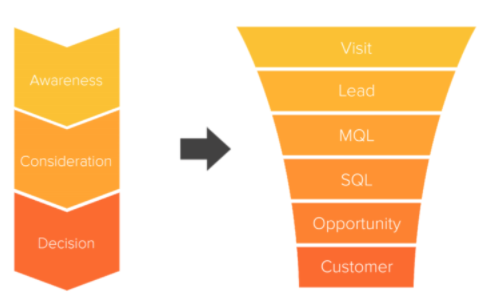 Awareness
Consideration
Decision
Visit
Lead
MQL
SQL
Opportunity
Customer